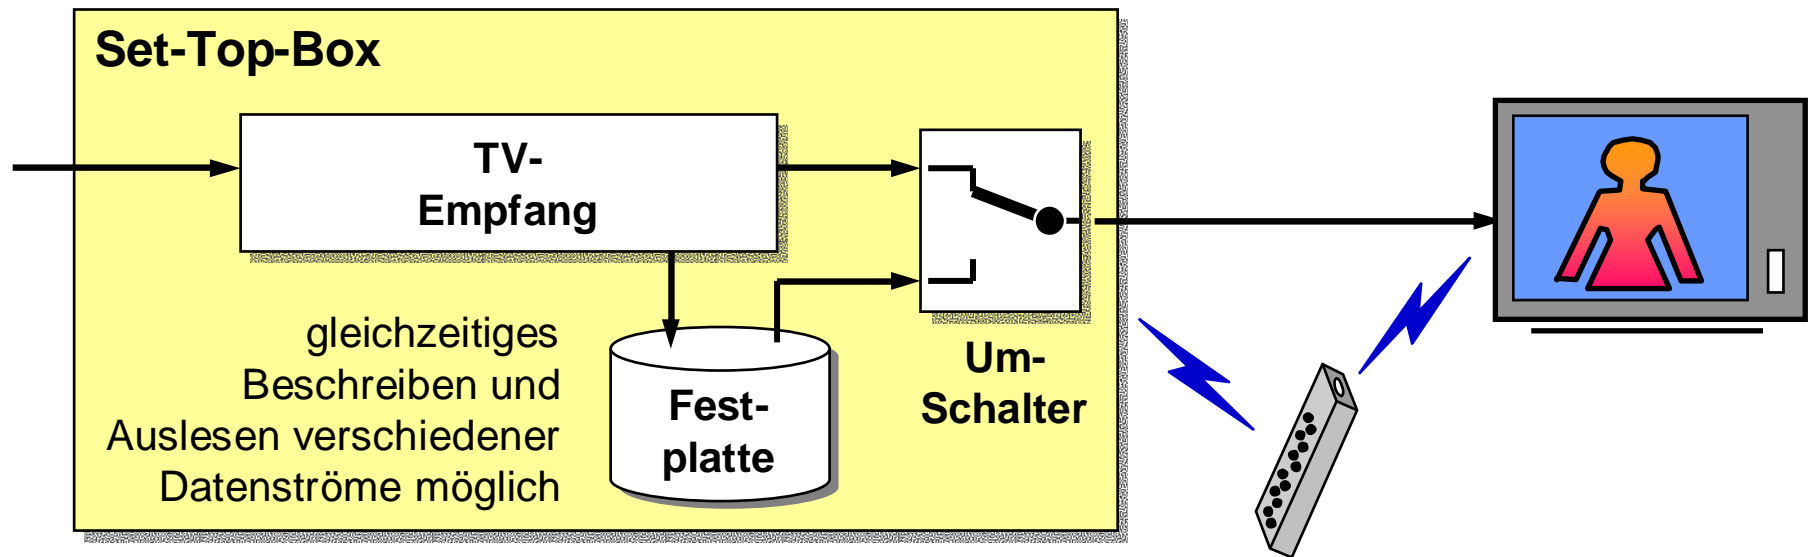 Set-Top-Box
TV-
Empfang
gleichzeitiges
Beschreiben und
Auslesen verschiedener
Datenströme möglich
Fest-
platte
Um-
Schalter